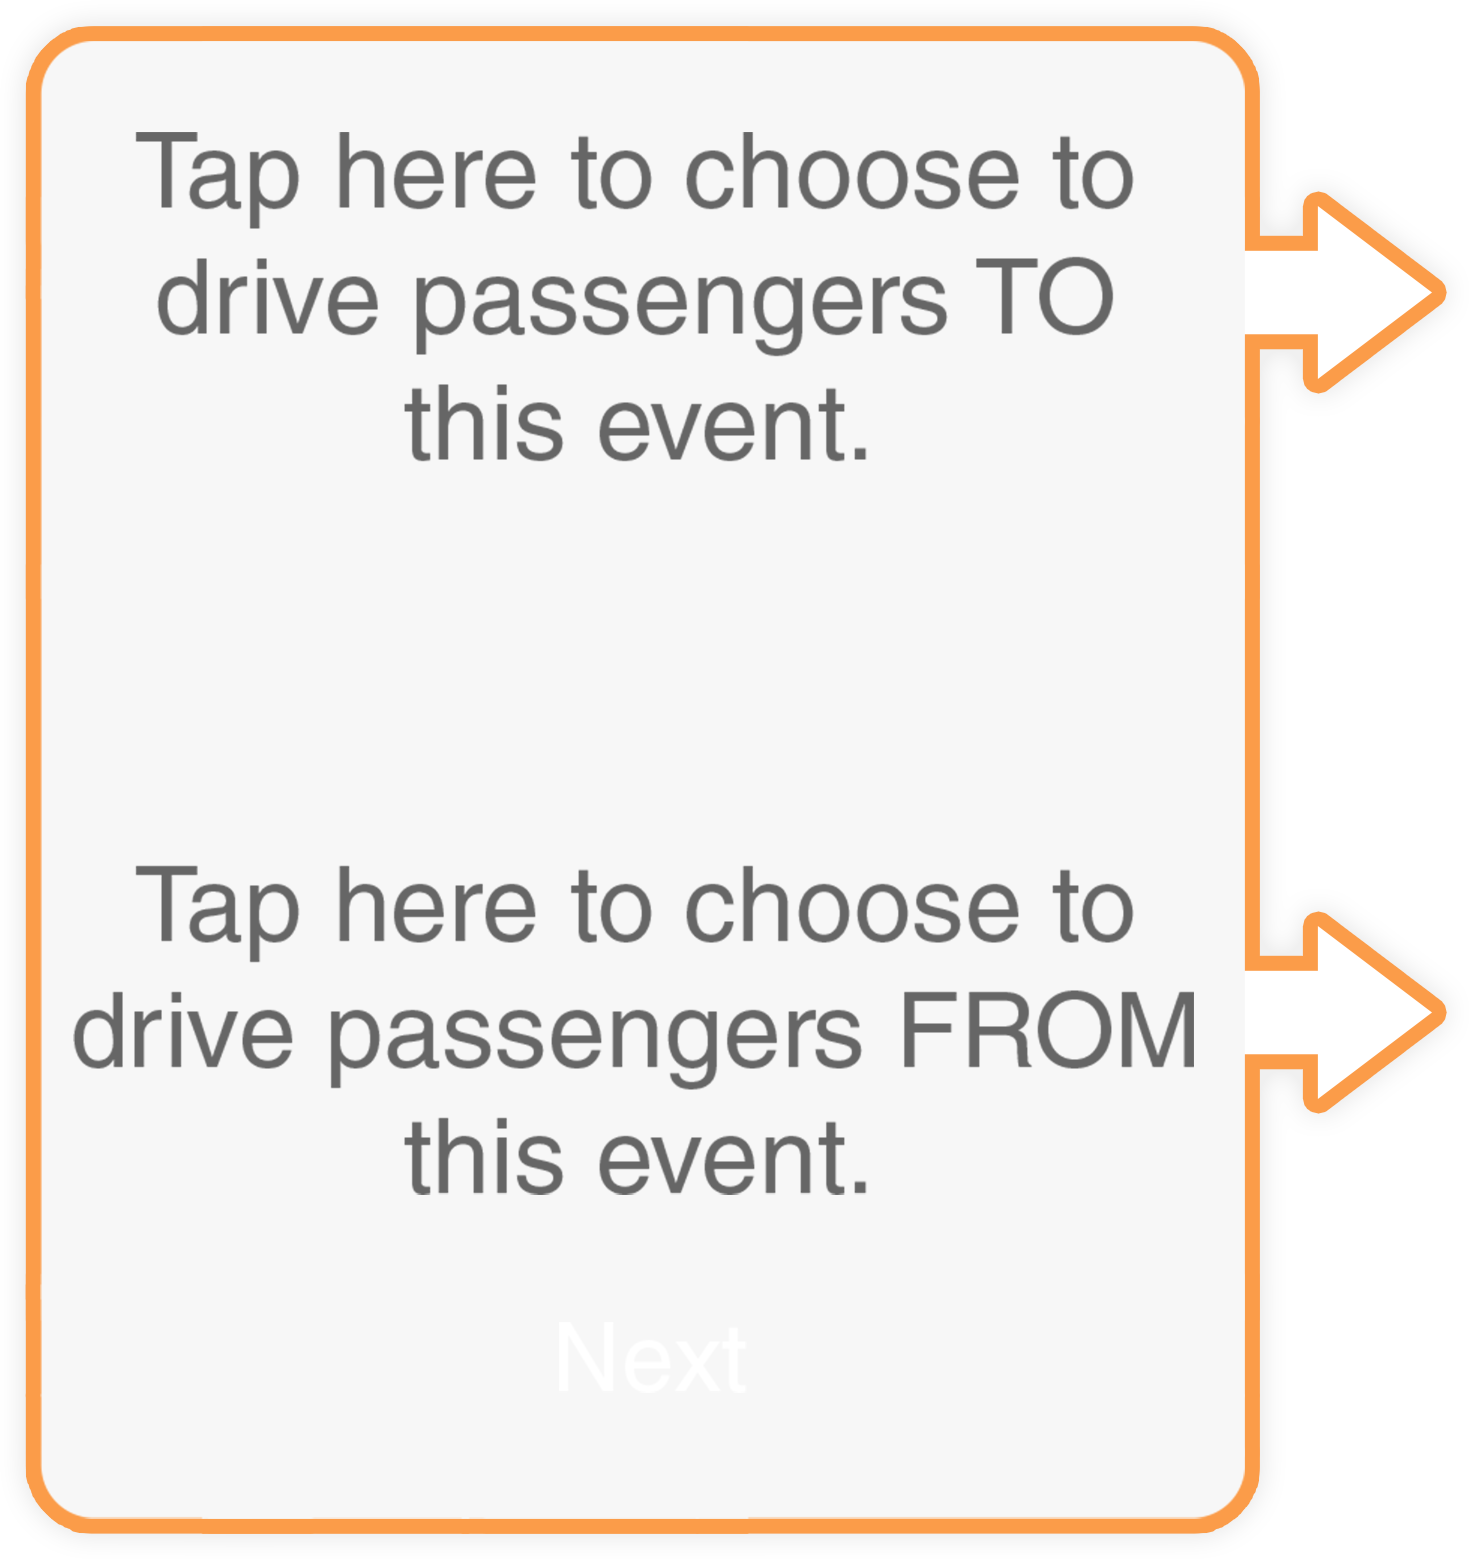 Tap here to choose to
drive passengers TO
this event.
Tap here to choose to
drive passengers FROM
this event.
Next